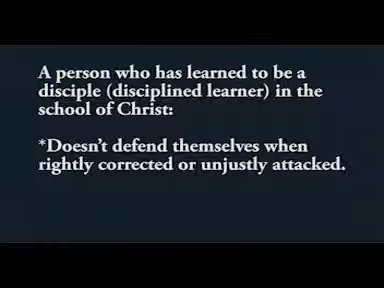 A person who has learned to be a
disciple (disciplined learner) in the
school of Christ:
*Doesn't defend themselves when
rightly corrected or unjustly attacked.